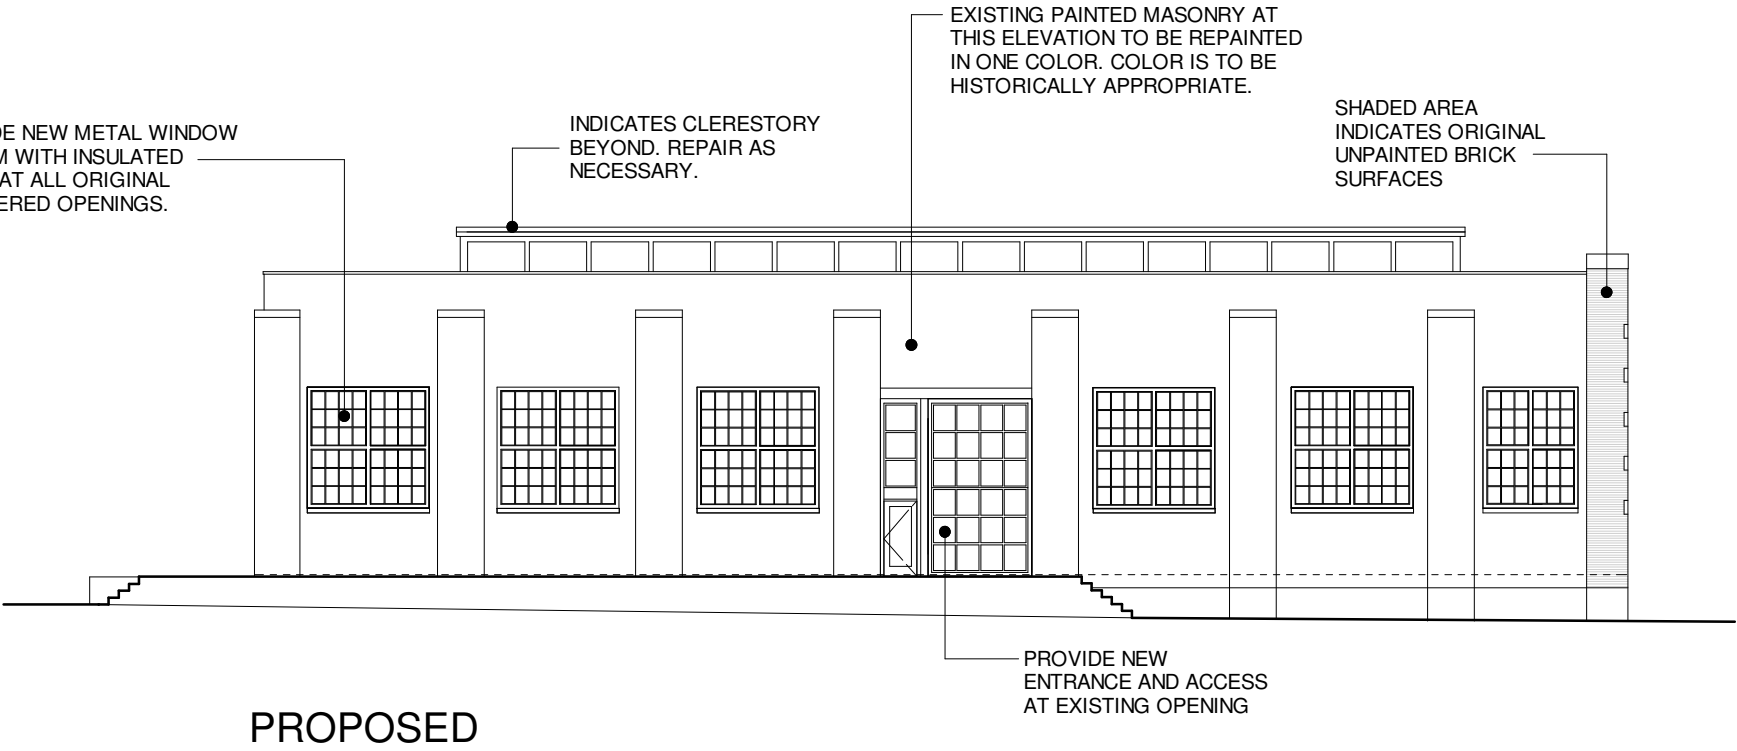 EXISTING PAINTED MASONRY AT
THIS ELEVATION TO BE REPAINTED
IN ONE COLOR. COLOR IS TO BE
HISTORICALLY APPROPRIATE.
SHADED AREA
INDICATES ORIGINAL
UNPAINTED BRICK
SURFACES
INDICATES CLERESTORY
BEYOND. REPAIR AS
NECESSARY.
NEW METAL WINDOW
WITH INSULATED
AT ALL ORIGINAL
OPENINGS.
PROVIDE NEW
ENTRANCE AND ACCESS
AT EXISTING OPENING
PROPOSED